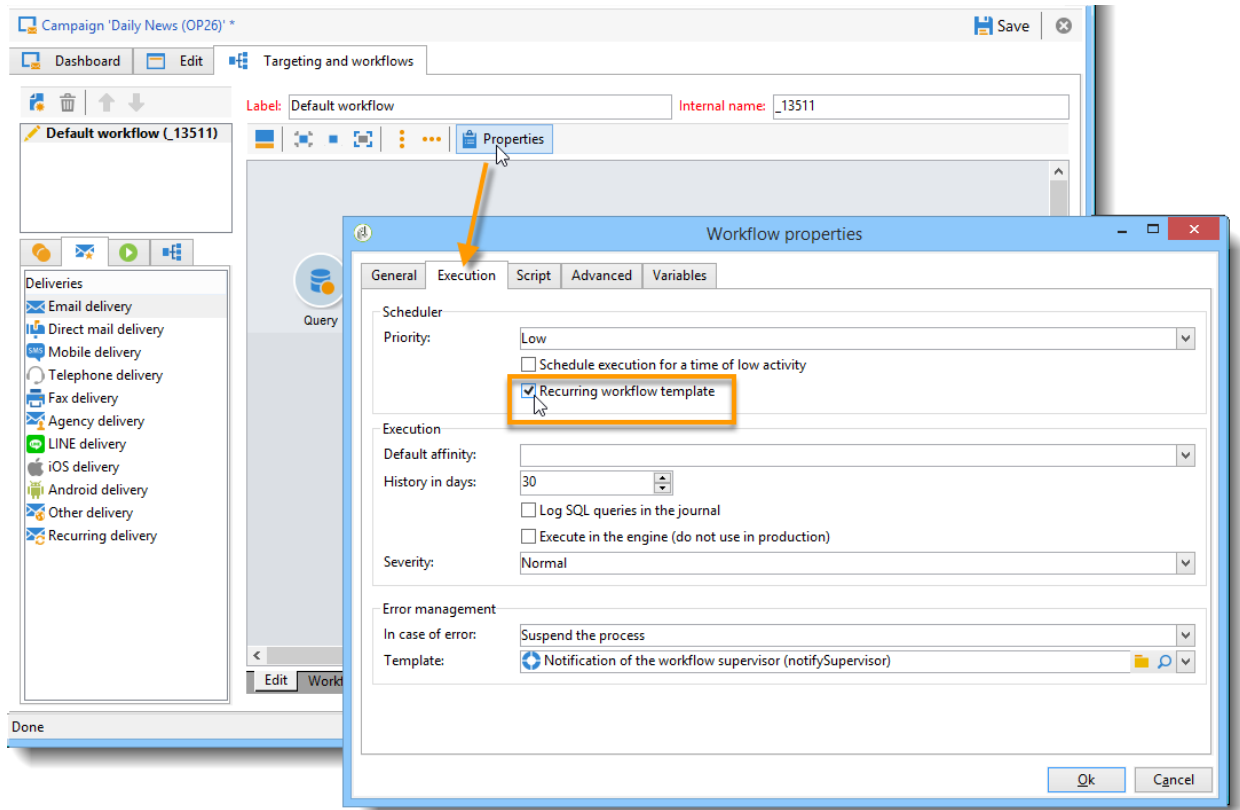 Campaign 'Daily News (OP26)' *
Save
Dashboard
Edit
Targeting and workflows
Label:
Default workflow
Internal name:
_13511
Default workflow (_13511)
Properties
Deliveries
Email delivery
Direct mail delivery
SMS
Mobile delivery
Telephone delivery
Fax delivery
Agency delivery
LINE delivery
iOS delivery
Android delivery
Other delivery
Recurring delivery
Query
Edit
Done
Workflow properties
General
Execution
Script
Advanced
Variables
Scheduler
Priority:
Low
Schedule execution for a time of low activity
Recurring workflow template
Execution
Default affinity:
History in days:
30
Log SQL queries in the journal
Execute in the engine (do not use in production)
Severity:
Normal
Error management
In case of error:
Suspend the process
Template:
Notification of the workflow supervisor (notifySupervisor)
Ok
Cancel